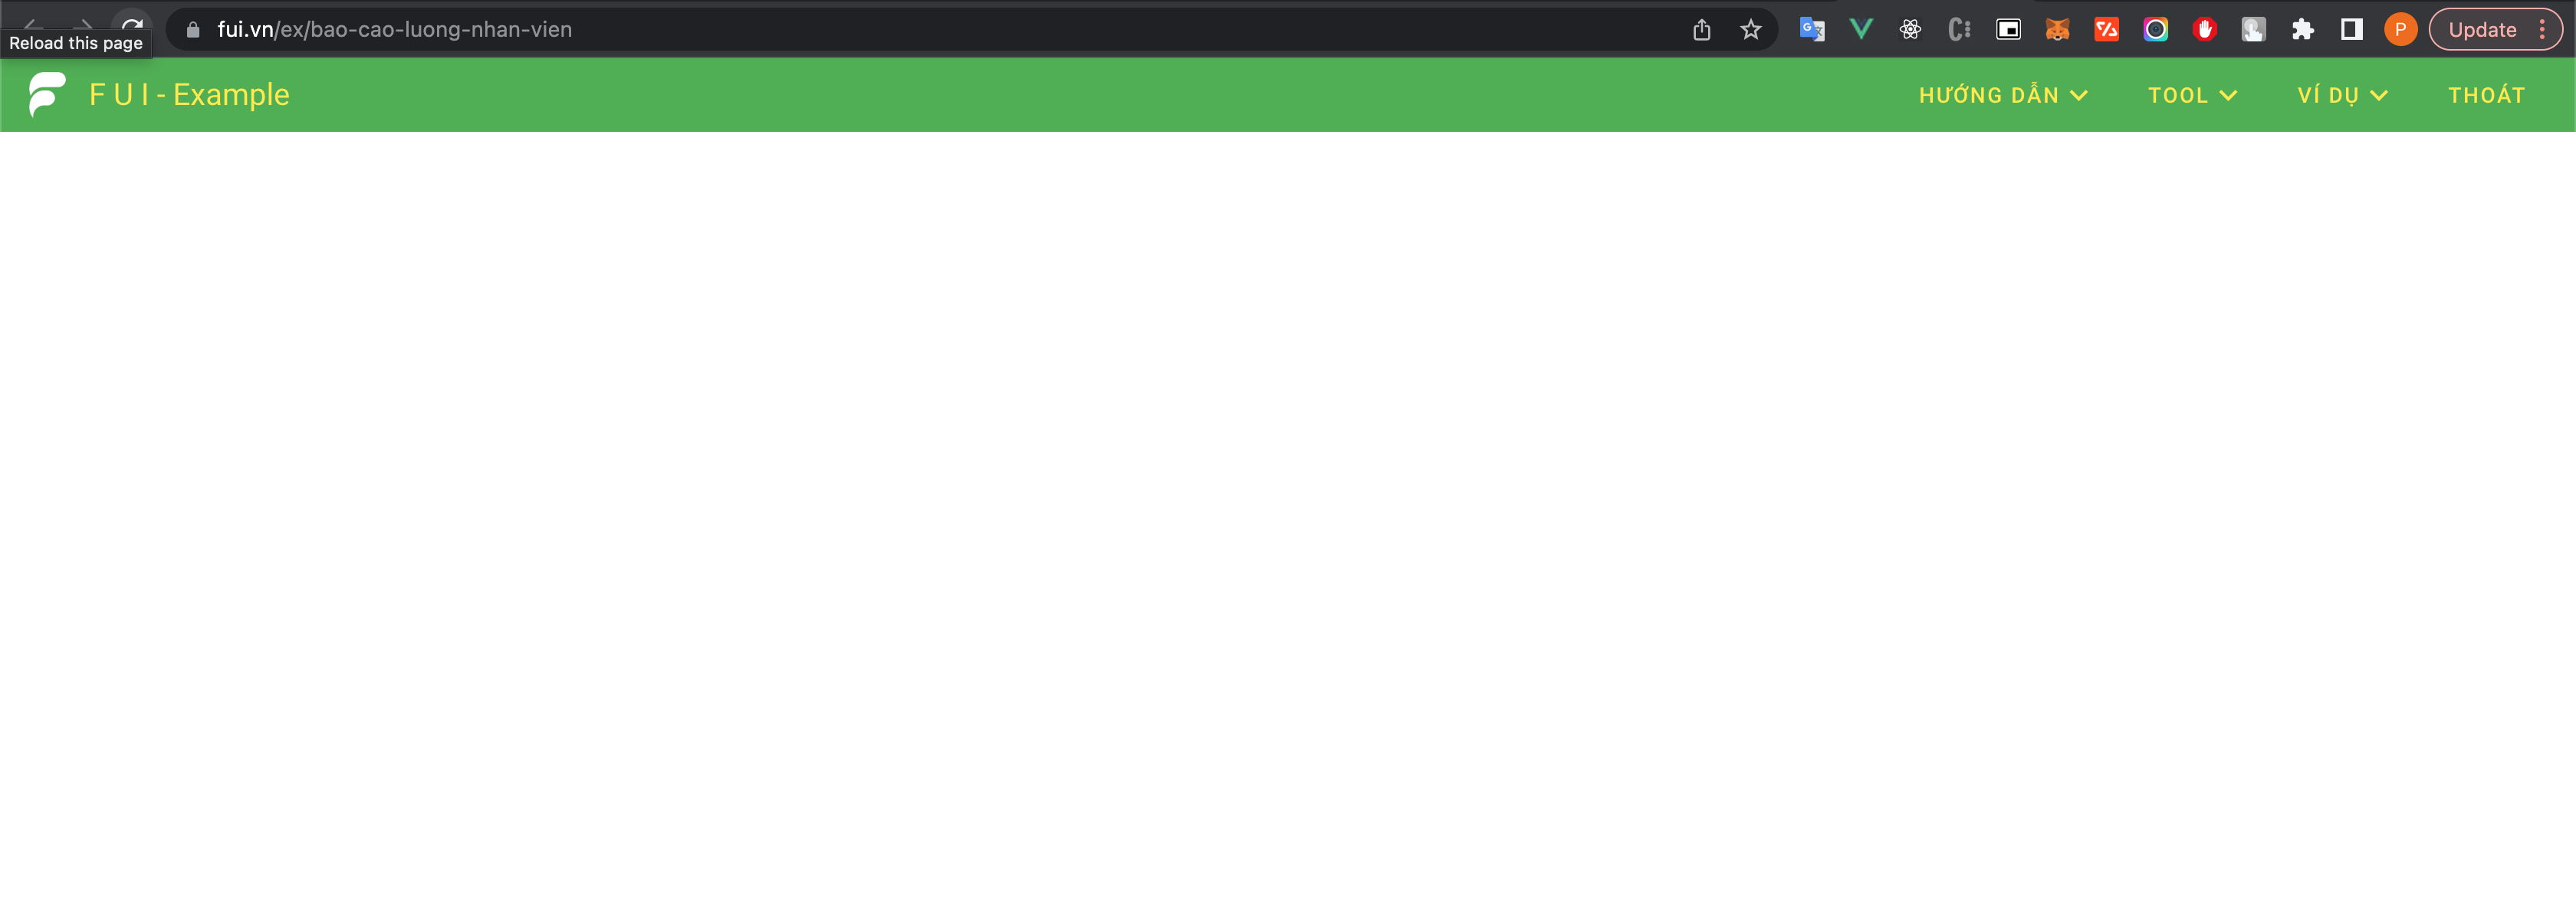 fui.vn/ex/bao-cao-luong-nhan-vien
P
Update
Reload this page
F U I - Example
HƯỚNG DẪN
TOOL
VÍ DỤ
THOÁT